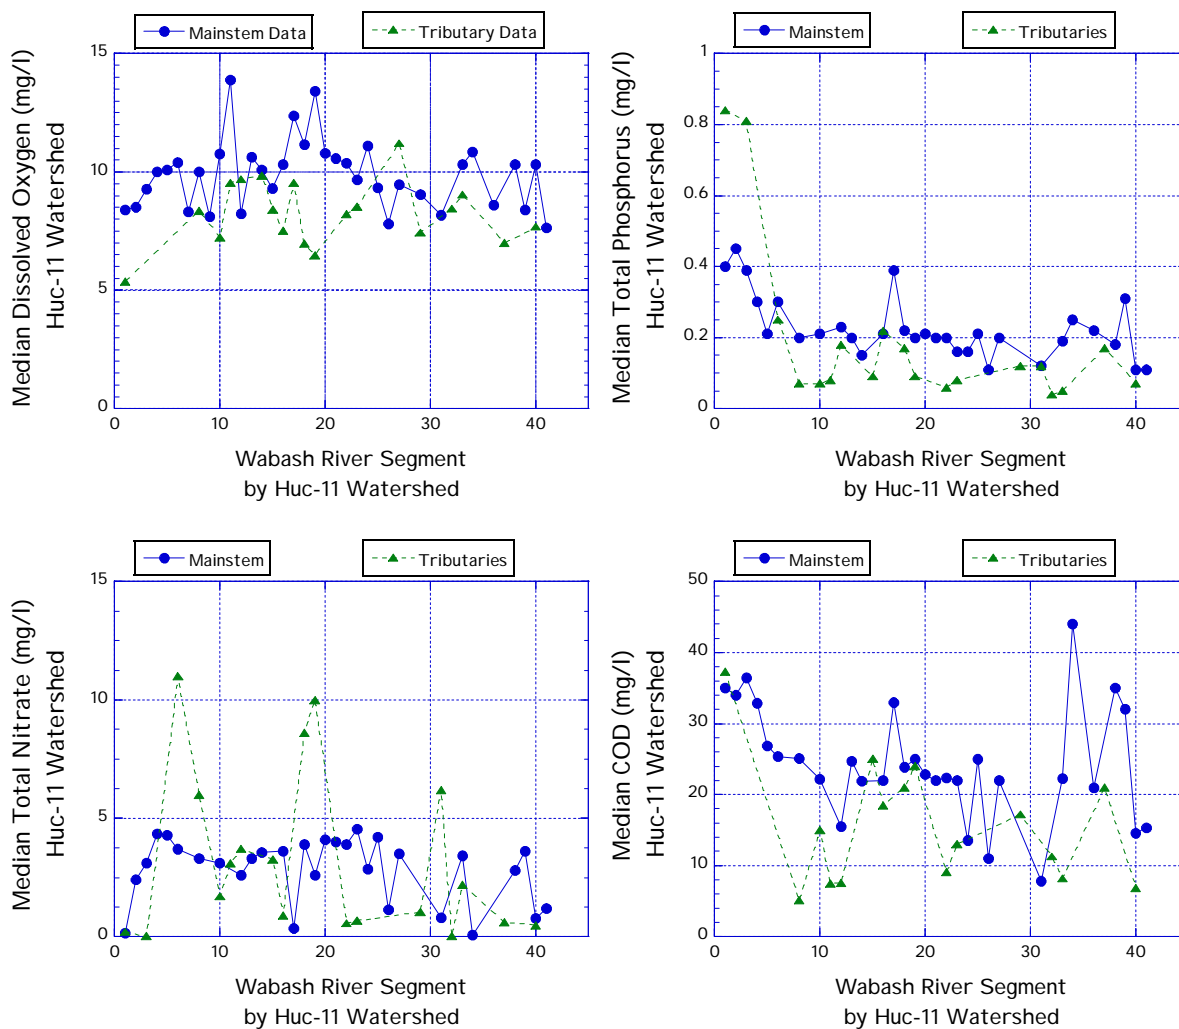 Mainstem Data
Tributary Data
Median Dissolved Oxygen (mg/l)
Huc-11 Watershed
15
10
5
0
0
10
20
30
40
Wabash River Segment
by Huc-11 Watershed
Mainstem
Tributaries
Median Total Phosphorus (mg/l)
Huc-11 Watershed
1
0.8
0.6
0.4
0.2
0
0
10
20
30
40
Wabash River Segment
by Huc-11 Watershed
Mainstem
Tributaries
Median Total Nitrate (mg/l)
Huc-11 Watershed
15
10
5
0
0
10
20
30
40
Wabash River Segment
by Huc-11 Watershed
Mainstem
Tributaries
Median COD (mg/l)
Huc-11 Watershed
50
40
30
20
10
0
0
10
20
30
40
Wabash River Segment
by Huc-11 Watershed